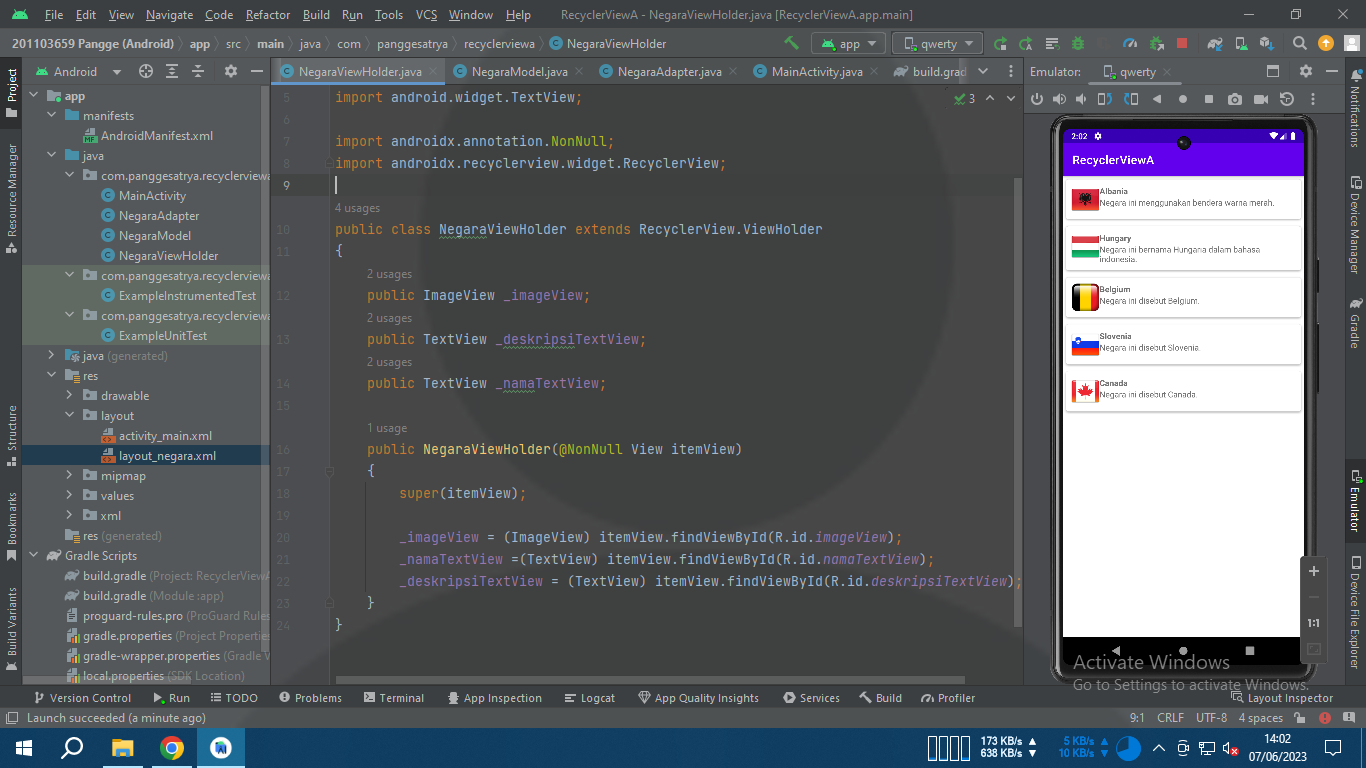 File Edit View Navigate Code Refactor Build Run Tools VCS Window Help RecyclerViewA - NegaraViewHolder.java [RecyclerViewA.app.main]
201103659 Pangge (Android) app src main java com panggesatrya recyclerviewa NegaraViewHolder app qwerty
Project
Resource Manager
Structure
Bookmarks
Build Variants
Android
app
manifests
AndroidManifest.xml
java
com.panggesatrya.recyclerviewa
MainActivity
NegaraAdapter
NegaraModel
NegaraViewHolder
com.panggesatrya.recyclerviewa
ExampleInstrumentedTest
com.panggesatrya.recyclerviewa
ExampleUnitTest
java (generated)
res
drawable
layout
activity_main.xml
layout_negara.xml
mipmap
values
xml
res (generated)
Gradle Scripts
build.gradle (Project: RecyclerViewA
build.gradle (Module :app)
proguard-rules.pro (ProGuard Rules
gradle.properties (Project Properties
gradle-wrapper.properties (Gradle V
local.properties (SDK Location)
NegaraViewHolder.java NegaraModel.java NegaraAdapter.java MainActivity.java build.grad
3
5 import android.widget.TextView;
6
7 import androidx.annotation.NonNull;
8 import androidx.recyclerview.widget.RecyclerView;
9
4 usages
10 public class NegaraViewHolder extends RecyclerView.ViewHolder
11 {
2 usages
12 public ImageView _imageView;
2 usages
13 public TextView _deskripsiTextView;
2 usages
14 public TextView _namaTextView;
15
1 usage
16 public NegaraViewHolder(@NonNull View itemView)
17 {
18 super(itemView);
19
20 _imageView = (ImageView) itemView.findViewById(R.id.imageView);
21 _namaTextView =(TextView) itemView.findViewById(R.id.namaTextView);
22 _deskripsiTextView = (TextView) itemView.findViewById(R.id.deskripsiTextView);
23 }
24 }
Emulator: qwerty
2:02
RecyclerViewA
Albania
Negara ini menggunakan bendera warna merah.
Hungary
Negara ini bernama Hungaria dalam bahasa
indonesia.
Belgium
Negara ini disebut Belgium.
Slovenia
Negara ini disebut Slovenia.
Canada
Negara ini disebut Canada.
1:1
Activate Windows
Go to Settings to activate Windows.
Notifications
Device Manager
Gradle
Emulator
Device File Explorer
Version Control Run TODO Problems Terminal App Inspection Logcat App Quality Insights Services Build Profiler Layout Inspector
Launch succeeded (a minute ago) 9:1 CRLF UTF-8 4 spaces
173 KB/s 5 KB/s 14:02
638 KB/s 10 KB/s 07/06/2023